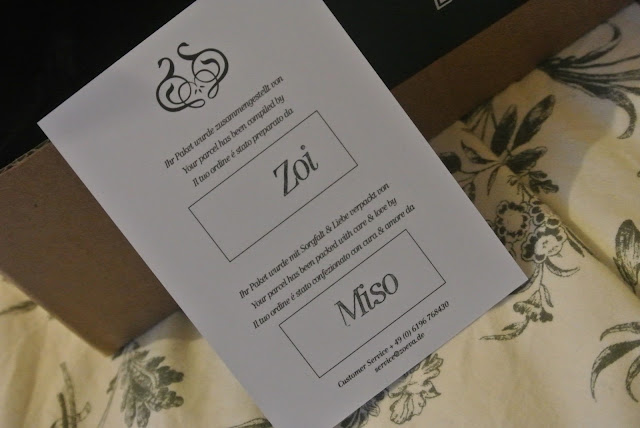 Ihr Paket wurde zusammengestellt von
Your parcel has been compiled by
Il tuo ordine è stato preparato da
Zoi
Ihr Paket wurde mit Sorgfalt & Liebe verpackt von
Your parcel has been packed with care & love by
Il tuo ordine è stato confezionato con cura & amore da
Miso
Customer Service + 49 (0) 6196 768430
service@zoeva.de